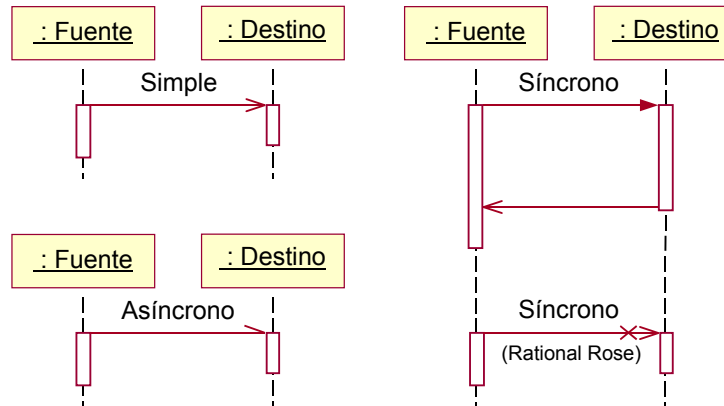 : Fuente
: Destino
Simple
: Fuente
: Destino
Síncrono
: Fuente
: Destino
Asíncrono
Síncrono
(Rational Rose)